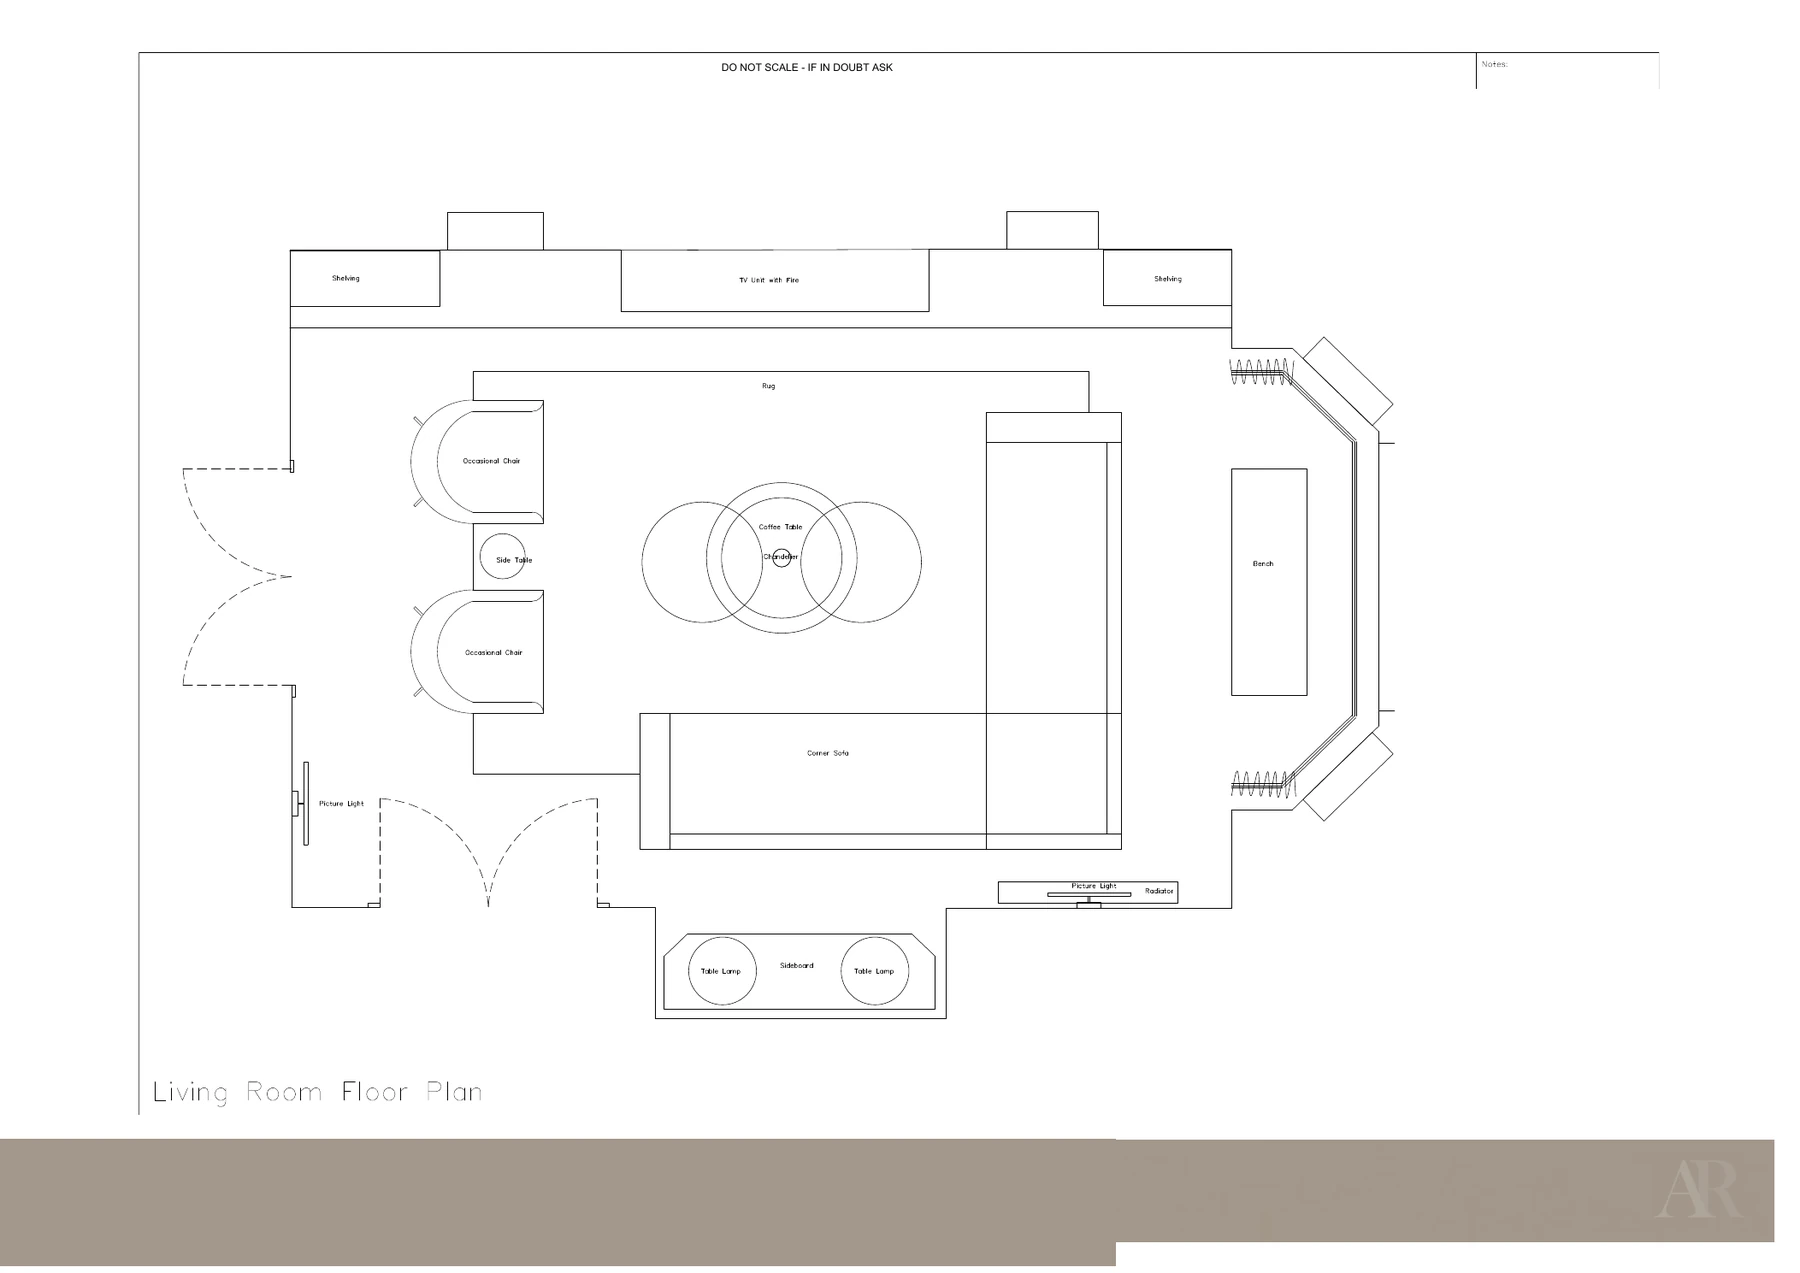 DO NOT SCALE - IF IN DOUBT ASK
Notes:
Shelving
TV Unit with Fire
Shelving
Rug
Occasional Chair
Coffee Table
Chandelier
Side Table
Bench
Occasional Chair
Corner Sofa
Picture Light
Picture Light
Radiator
Table Lamp
Sideboard
Table Lamp
Living Room Floor Plan
AR